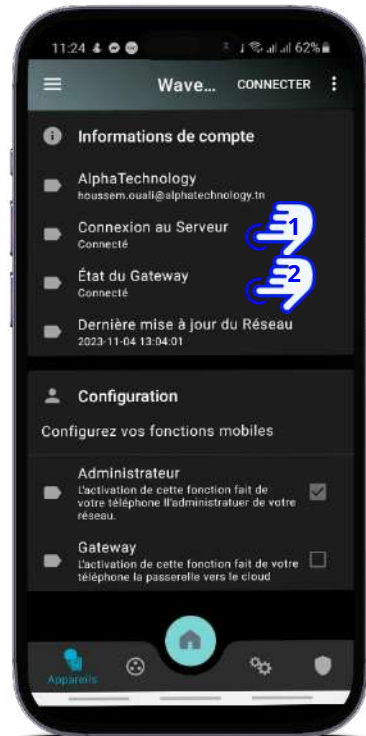 11:24
62%
Wave...
CONNECTER
Informations de compte
AlphaTechnology
houssem.ouali@alphatechnology.tn
Connexion au Serveur
Connecté
1
État du Gateway
Connecté
2
Dernière mise à jour du Réseau
2023-11-04 13:04:01
Configuration
Configurez vos fonctions mobiles
Administrateur
L'activation de cette fonction fait de
votre téléphone ll'administratuer de votre
réseau.
Gateway
L'activation de cette fonction fait de votre
téléphone la passerelle vers le cloud
Appareils